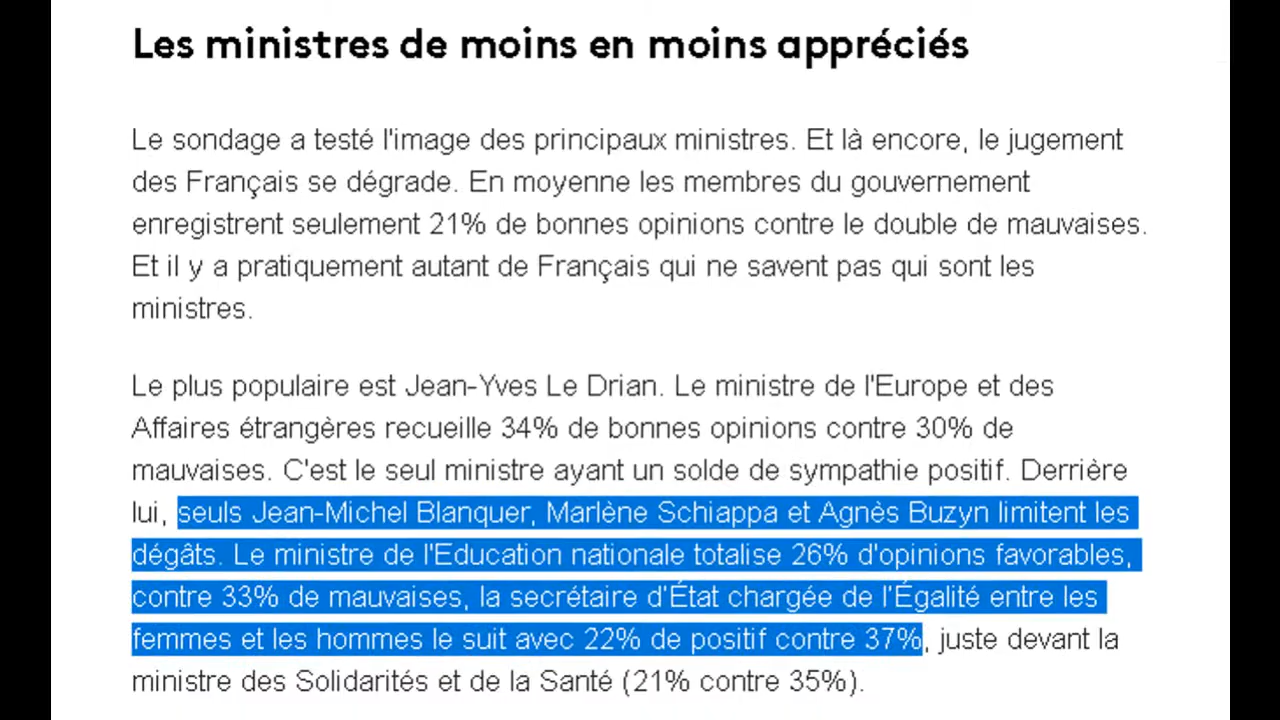 Les ministres de moins en moins appréciés
Le sondage a testé l'image des principaux ministres. Et là encore, le jugement
des Français se dégrade. En moyenne les membres du gouvernement
enregistrent seulement 21% de bonnes opinions contre le double de mauvaises.
Et il y a pratiquement autant de Français qui ne savent pas qui sont les
ministres.
Le plus populaire est Jean-Yves Le Drian. Le ministre de l'Europe et des
Affaires étrangères recueille 34% de bonnes opinions contre 30% de
mauvaises. C'est le seul ministre ayant un solde de sympathie positif. Derrière
lui, seuls Jean-Michel Blanquer, Marlène Schiappa et Agnès Buzyn limitent les
dégâts. Le ministre de l'Education nationale totalise 26% d'opinions favorables,
contre 33% de mauvaises, la secrétaire d'État chargée de l'Égalité entre les
femmes et les hommes le suit avec 22% de positif contre 37%, juste devant la
ministre des Solidarités et de la Santé (21% contre 35%).